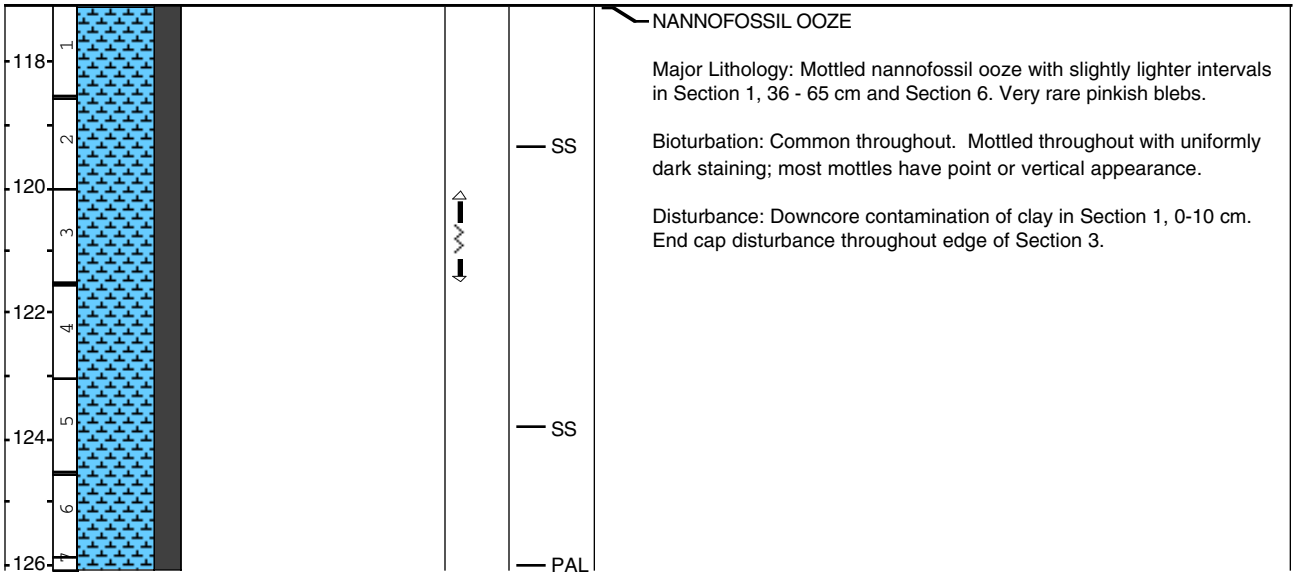 NANNOFOSSIL OOZE
Major Lithology: Mottled nannofossil ooze with slightly lighter intervals
in Section 1, 36 - 65 cm and Section 6. Very rare pinkish blebs.
Bioturbation: Common throughout. Mottled throughout with uniformly
dark staining; most mottles have point or vertical appearance.
Disturbance: Downcore contamination of clay in Section 1, 0-10 cm.
End cap disturbance throughout edge of Section 3.
1
118
2
SS
120
3
122
4
5
SS
124
6
7
126
PAL